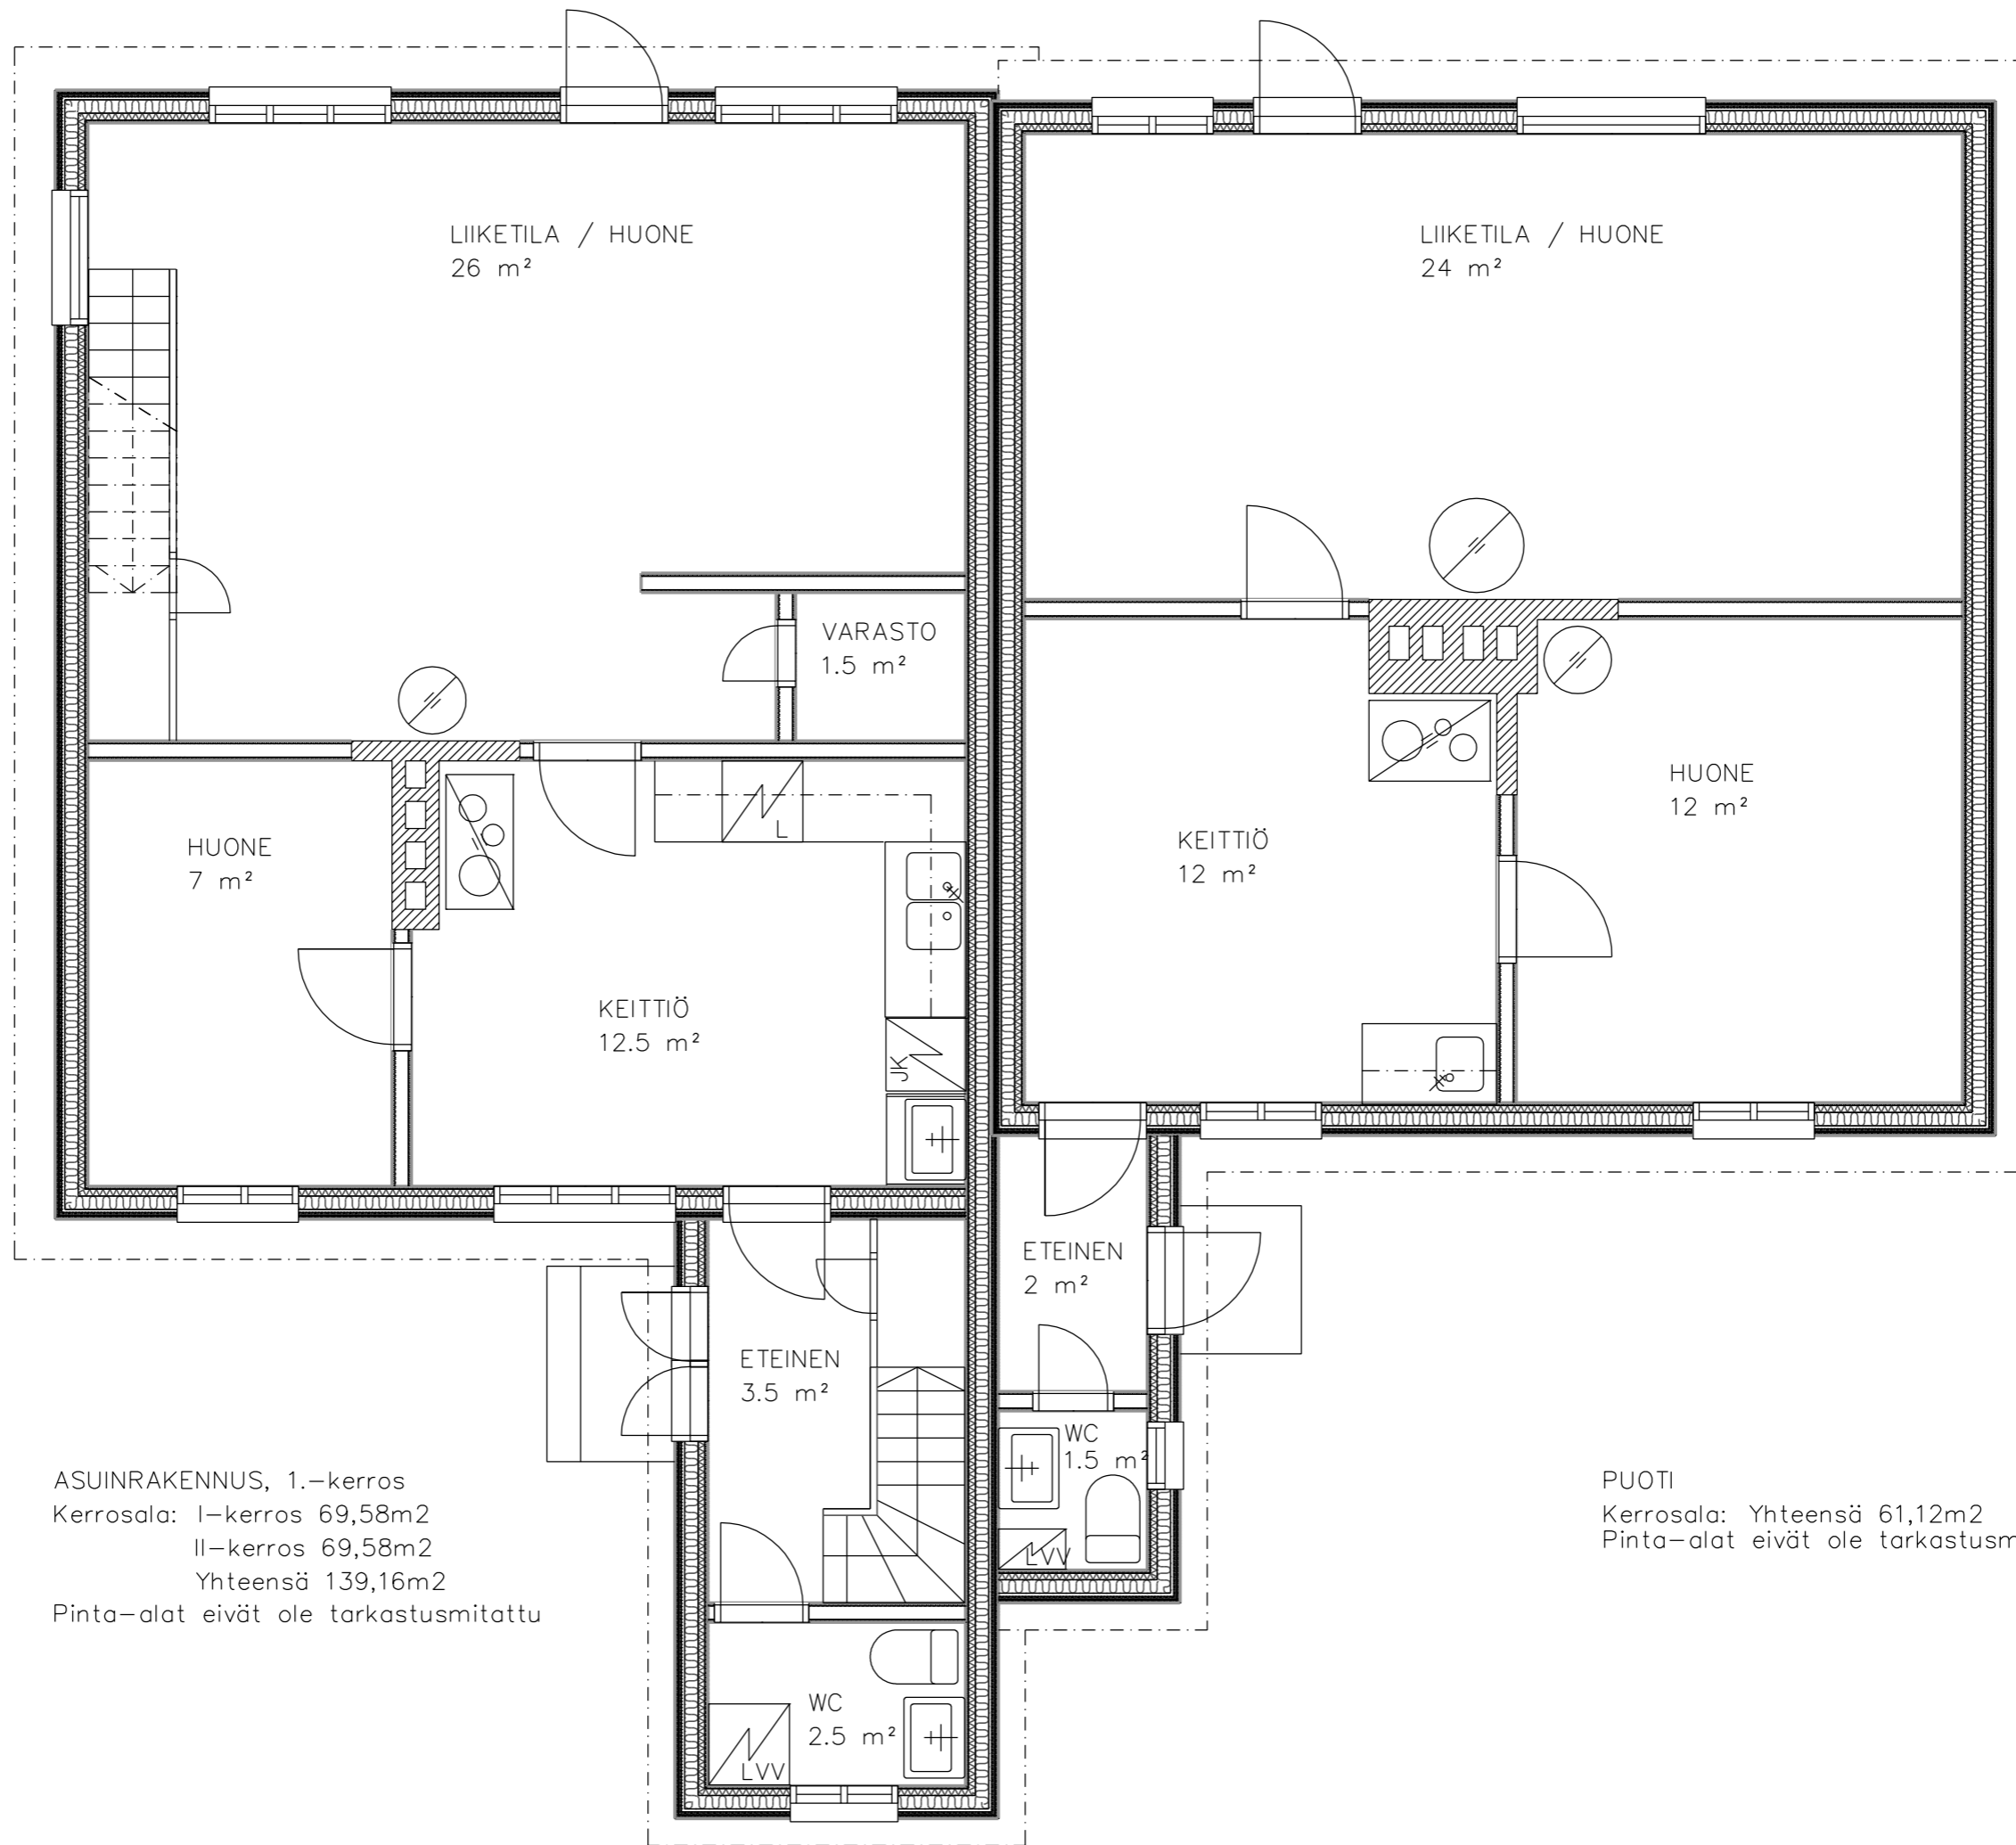 LIIKETILA / HUONE
26 m²
LIIKETILA / HUONE
24 m²
VARASTO
1.5 m²
HUONE
7 m²
L
KEITTIÖ
12.5 m²
JK
KEITTIÖ
12 m²
HUONE
12 m²
ETEINEN
2 m²
ETEINEN
3.5 m²
WC
1.5 m²
LVV
WC
2.5 m²
LVV
ASUINRAKENNUS, 1.-kerros
Kerrosala: I-kerros 69,58m2
II-kerros 69,58m2
Yhteensä 139,16m2
Pinta-alat eivät ole tarkastusmitattu
PUOTI
Kerrosala: Yhteensä 61,12m2
Pinta-alat eivät ole tarkastusm